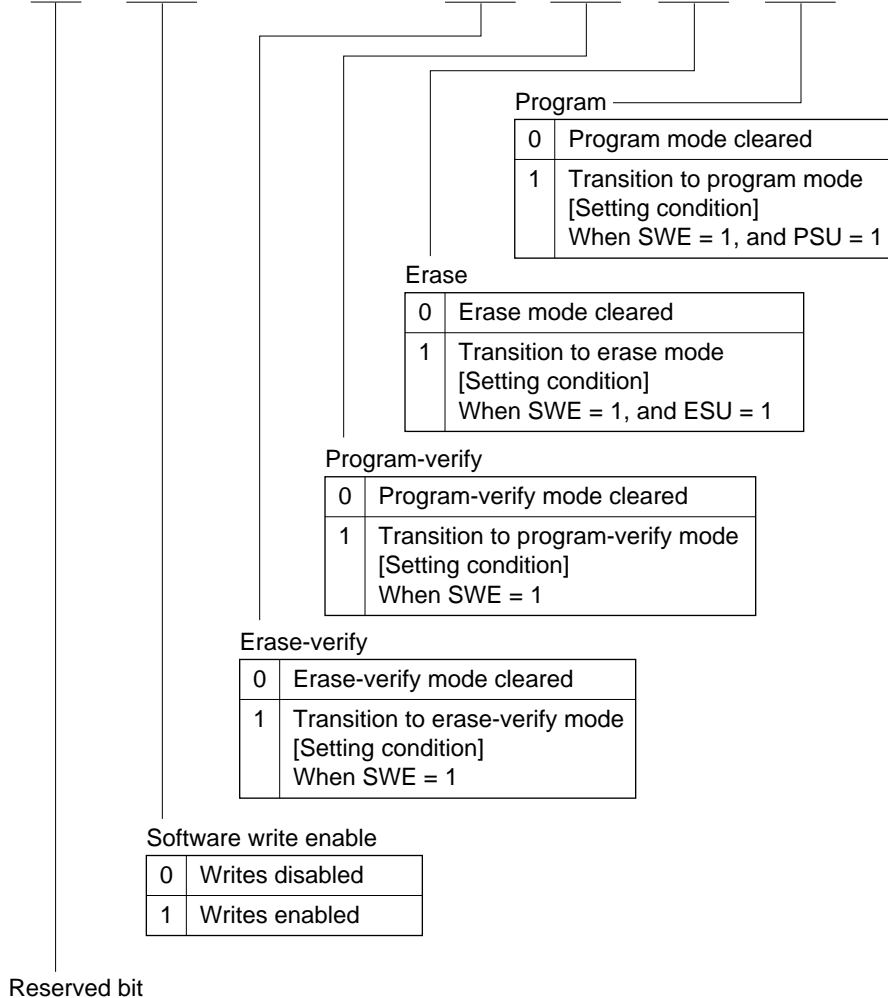 Program
0 Program mode cleared
1 Transition to program mode
[Setting condition]
When SWE = 1, and PSU = 1
Erase
0 Erase mode cleared
1 Transition to erase mode
[Setting condition]
When SWE = 1, and ESU = 1
Program-verify
0 Program-verify mode cleared
1 Transition to program-verify mode
[Setting condition]
When SWE = 1
Erase-verify
0 Erase-verify mode cleared
1 Transition to erase-verify mode
[Setting condition]
When SWE = 1
Software write enable
0 Writes disabled
1 Writes enabled
Reserved bit